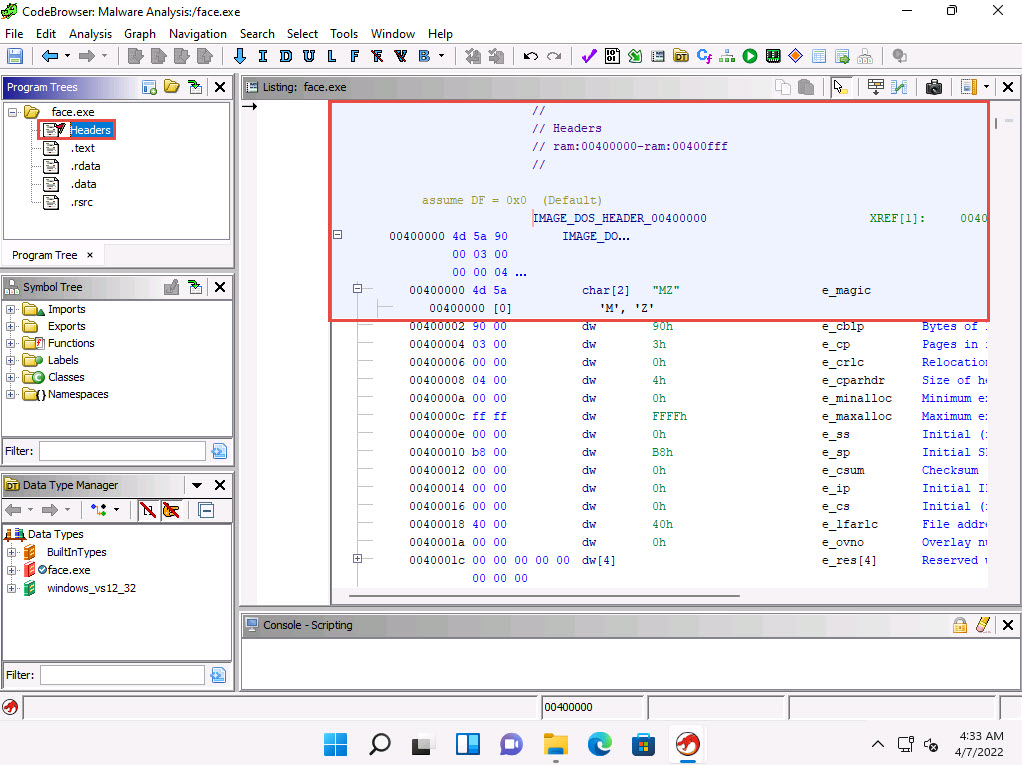 CodeBrowser: Malware Analysis:/face.exe
File Edit Analysis Graph Navigation Search Select Tools Window Help
I D U L F R V B
Program Trees
face.exe
Headers
.text
.rdata
.data
.rsrc
Program Tree ×
Symbol Tree
Imports
Exports
Functions
Labels
Classes
Namespaces
Filter:
Data Type Manager
Data Types
BuiltInTypes
face.exe
windows_vs12_32
Filter:
Listing: face.exe
//
// Headers
// ram:00400000-ram:00400fff
//
assume DF = 0x0 (Default)
IMAGE_DOS_HEADER_00400000 XREF[1]: 0040
00400000 4d 5a 90 IMAGE_DO...
00 03 00
00 00 04 ...
00400000 4d 5a char[2] "MZ" e_magic
00400000 [0] 'M', 'Z'
00400002 90 00 dw 90h e_cblp Bytes of
00400004 03 00 dw 3h e_cp Pages in
00400006 00 00 dw 0h e_crlc Relocation
00400008 04 00 dw 4h e_cparhdr Size of he
0040000a 00 00 dw 0h e_minalloc Minimum ex
0040000c ff ff dw FFFFh e_maxalloc Maximum ex
0040000e 00 00 dw 0h e_ss Initial (
00400010 b8 00 dw B8h e_sp Initial S
00400012 00 00 dw 0h e_csum Checksum
00400014 00 00 dw 0h e_ip Initial I
00400016 00 00 dw 0h e_cs Initial (
00400018 40 00 dw 40h e_lfarlc File addre
0040001a 00 00 dw 0h e_ovno Overlay nu
0040001c 00 00 00 00 00 dw[4] e_res[4] Reserved w
00 00 00
Console - Scripting
00400000
4:33 AM
4/7/2022